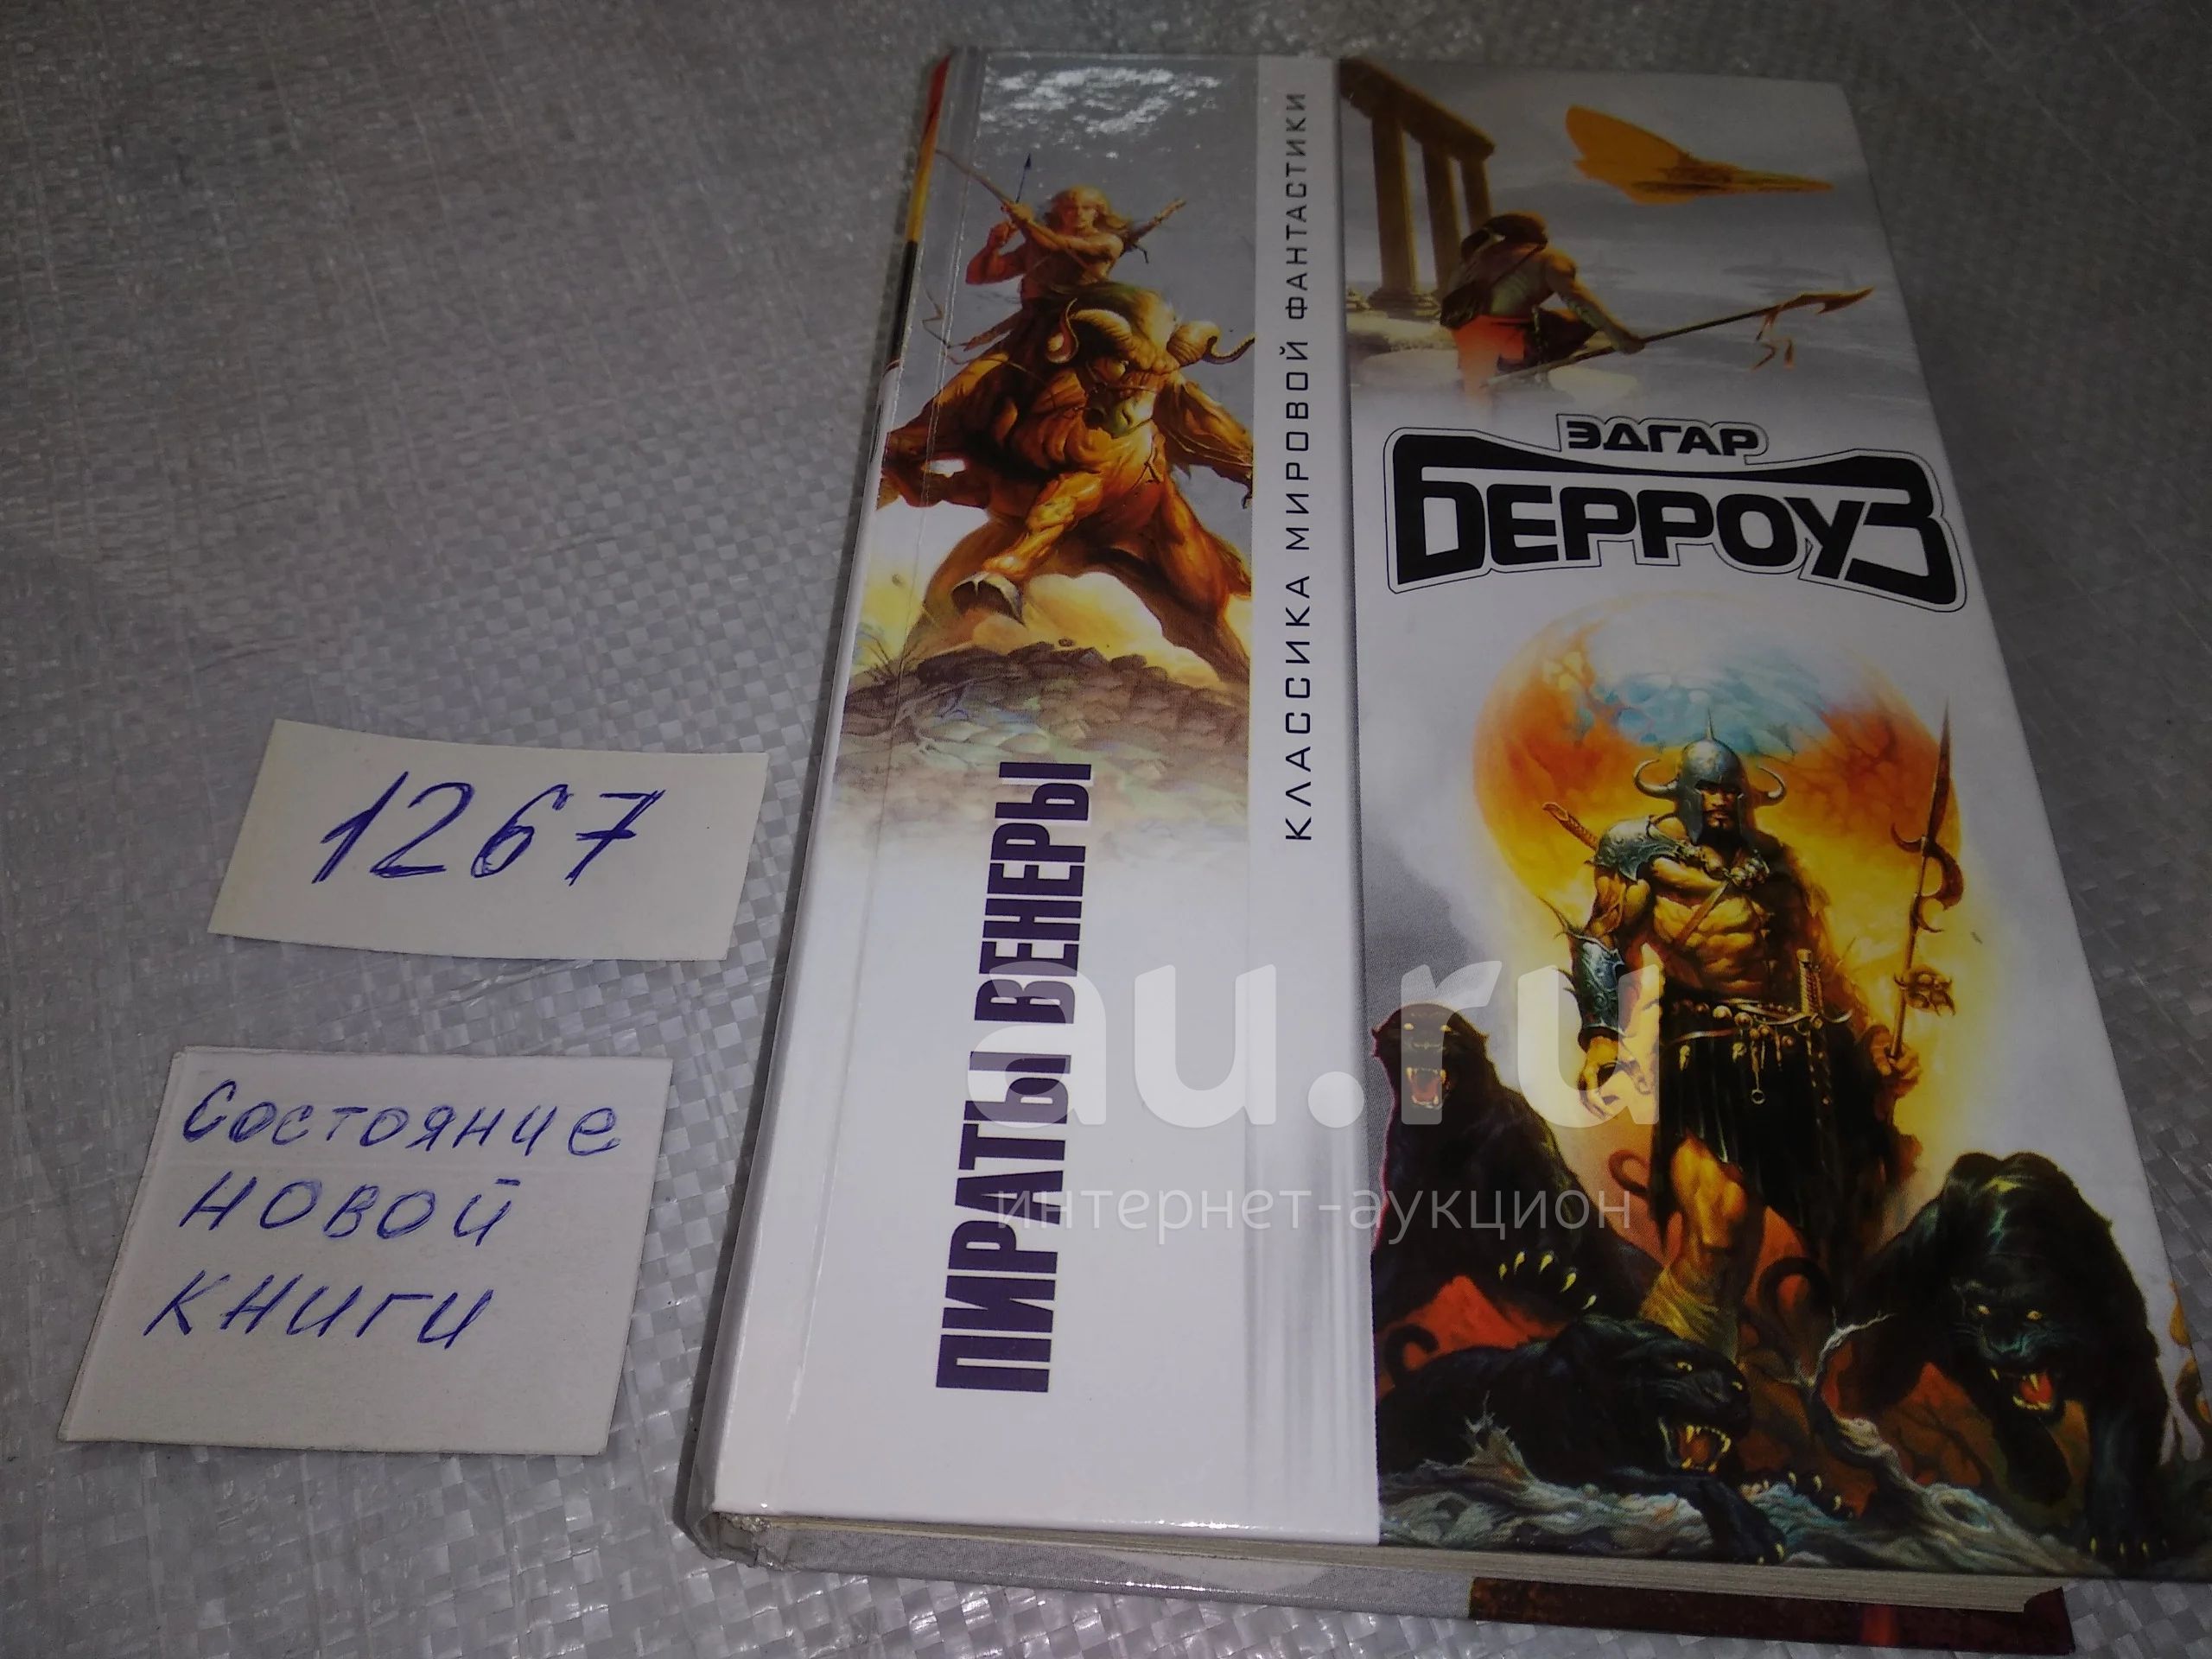 1267
Состояние
новой
книги
ПИРАТЫ ВЕНЕРЫ
КЛАССИКА МИРОВОЙ ФАНТАСТИКИ
ЭДГАР
БЕРРОУЗ
au.ru
интернет-аукцион